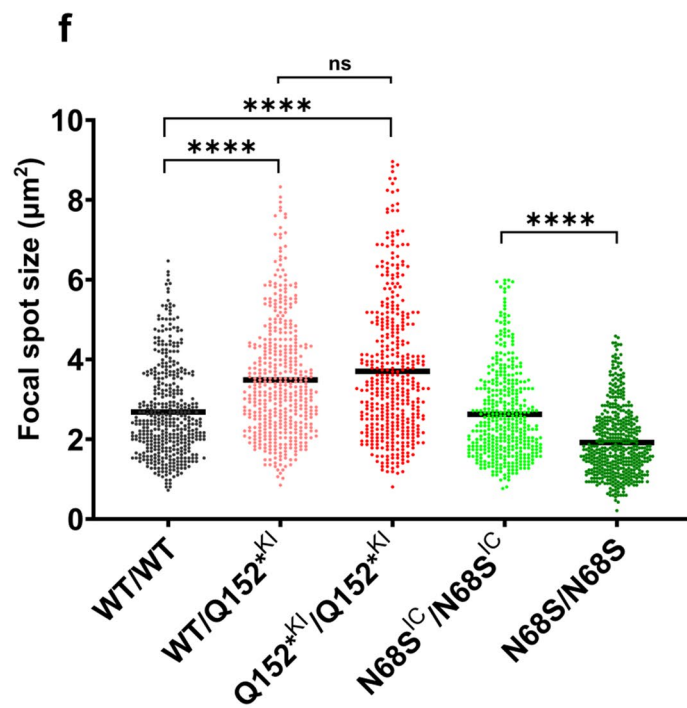 f
ns
****
****
****
Focal spot size (µm²)
10
8
6
4
2
0
WT/WT
WT/Q152*ᴷᴵ
Q152*ᴷᴵ/Q152*ᴷᴵ
N68Sᴵᶜ/N68Sᴵᶜ
N68S/N68S